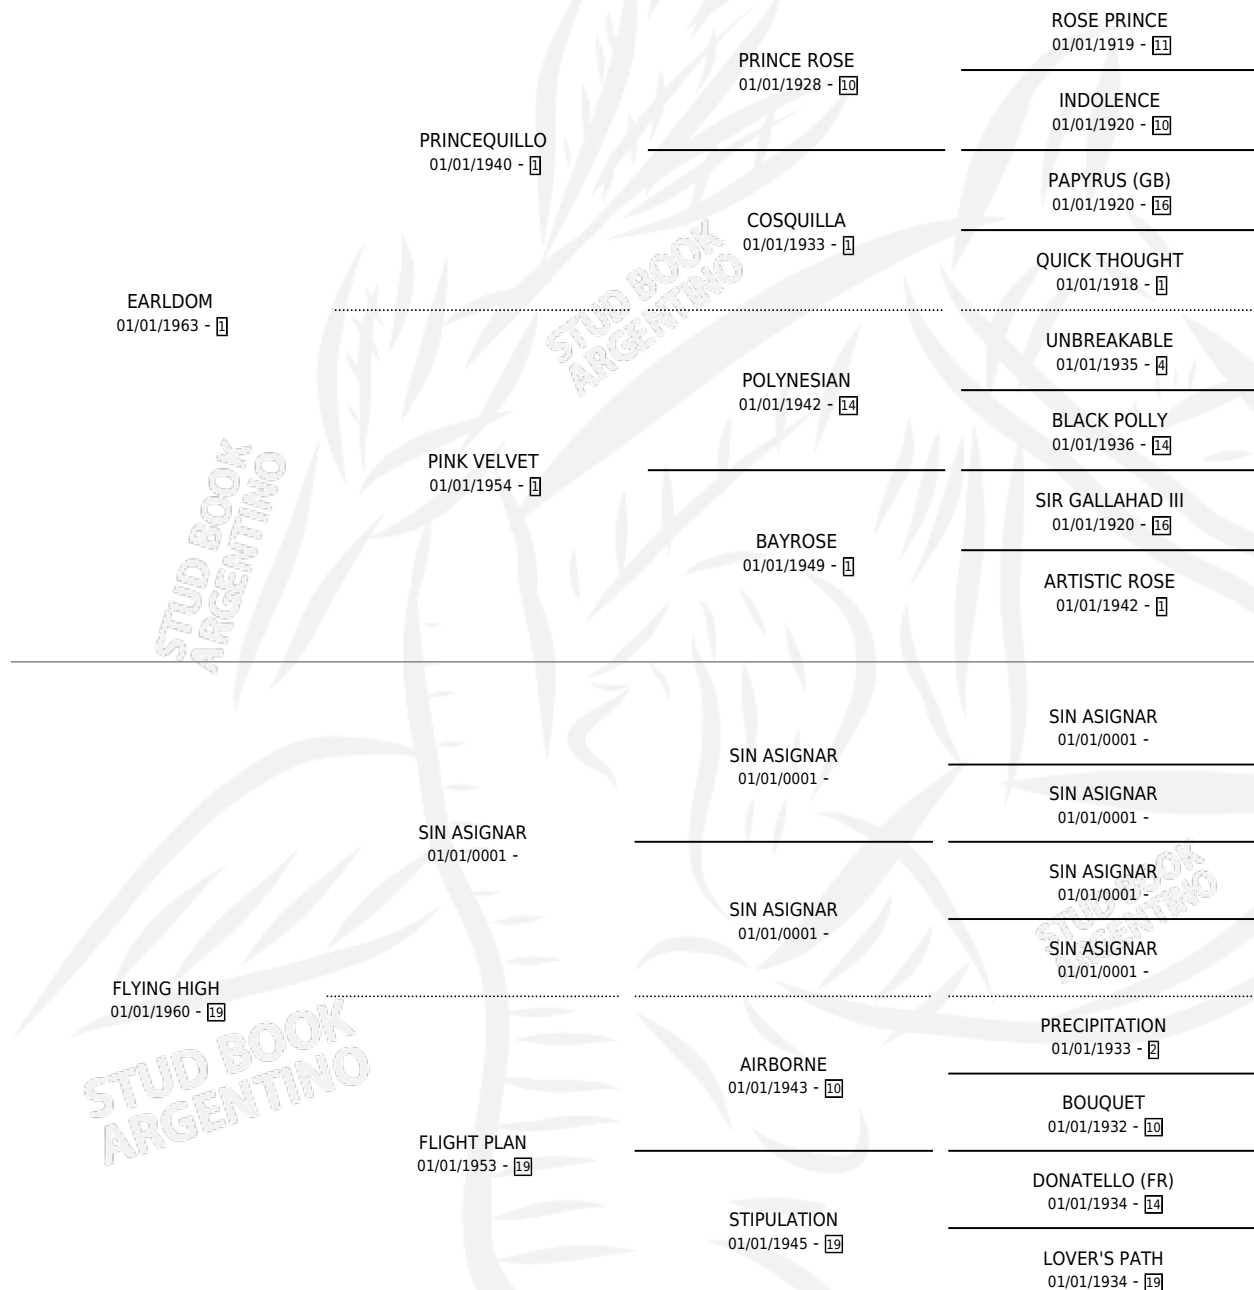 ROSE PRINCE
01/01/1919 - 11
PRINCE ROSE
01/01/1928 - 10
INDOLENCE
01/01/1920 - 10
PRINCEQUILLO
01/01/1940 - 1
PAPYRUS (GB)
01/01/1920 - 16
COSQUILLA
01/01/1933 - 1
QUICK THOUGHT
01/01/1918 - 1
EARLDOM
01/01/1963 - 1
STUD BOOK
ARGENTINO
UNBREAKABLE
01/01/1935 - 4
POLYNESIAN
01/01/1942 - 14
BLACK POLLY
01/01/1936 - 14
PINK VELVET
01/01/1954 - 1
SIR GALLAHAD III
01/01/1920 - 16
BAYROSE
01/01/1949 - 1
ARTISTIC ROSE
01/01/1942 - 1
STUD BOOK
ARGENTINO
SIN ASIGNAR
01/01/0001 -
SIN ASIGNAR
01/01/0001 -
SIN ASIGNAR
01/01/0001 -
SIN ASIGNAR
01/01/0001 -
SIN ASIGNAR
01/01/0001 -
SIN ASIGNAR
01/01/0001 -
SIN ASIGNAR
01/01/0001 -
STUD BOOK
ARGENTINO
FLYING HIGH
01/01/1960 - 19
STUD BOOK
ARGENTINO
PRECIPITATION
01/01/1933 - 2
AIRBORNE
01/01/1943 - 10
BOUQUET
01/01/1932 - 10
FLIGHT PLAN
01/01/1953 - 19
DONATELLO (FR)
01/01/1934 - 14
STIPULATION
01/01/1945 - 19
LOVER'S PATH
01/01/1934 - 19